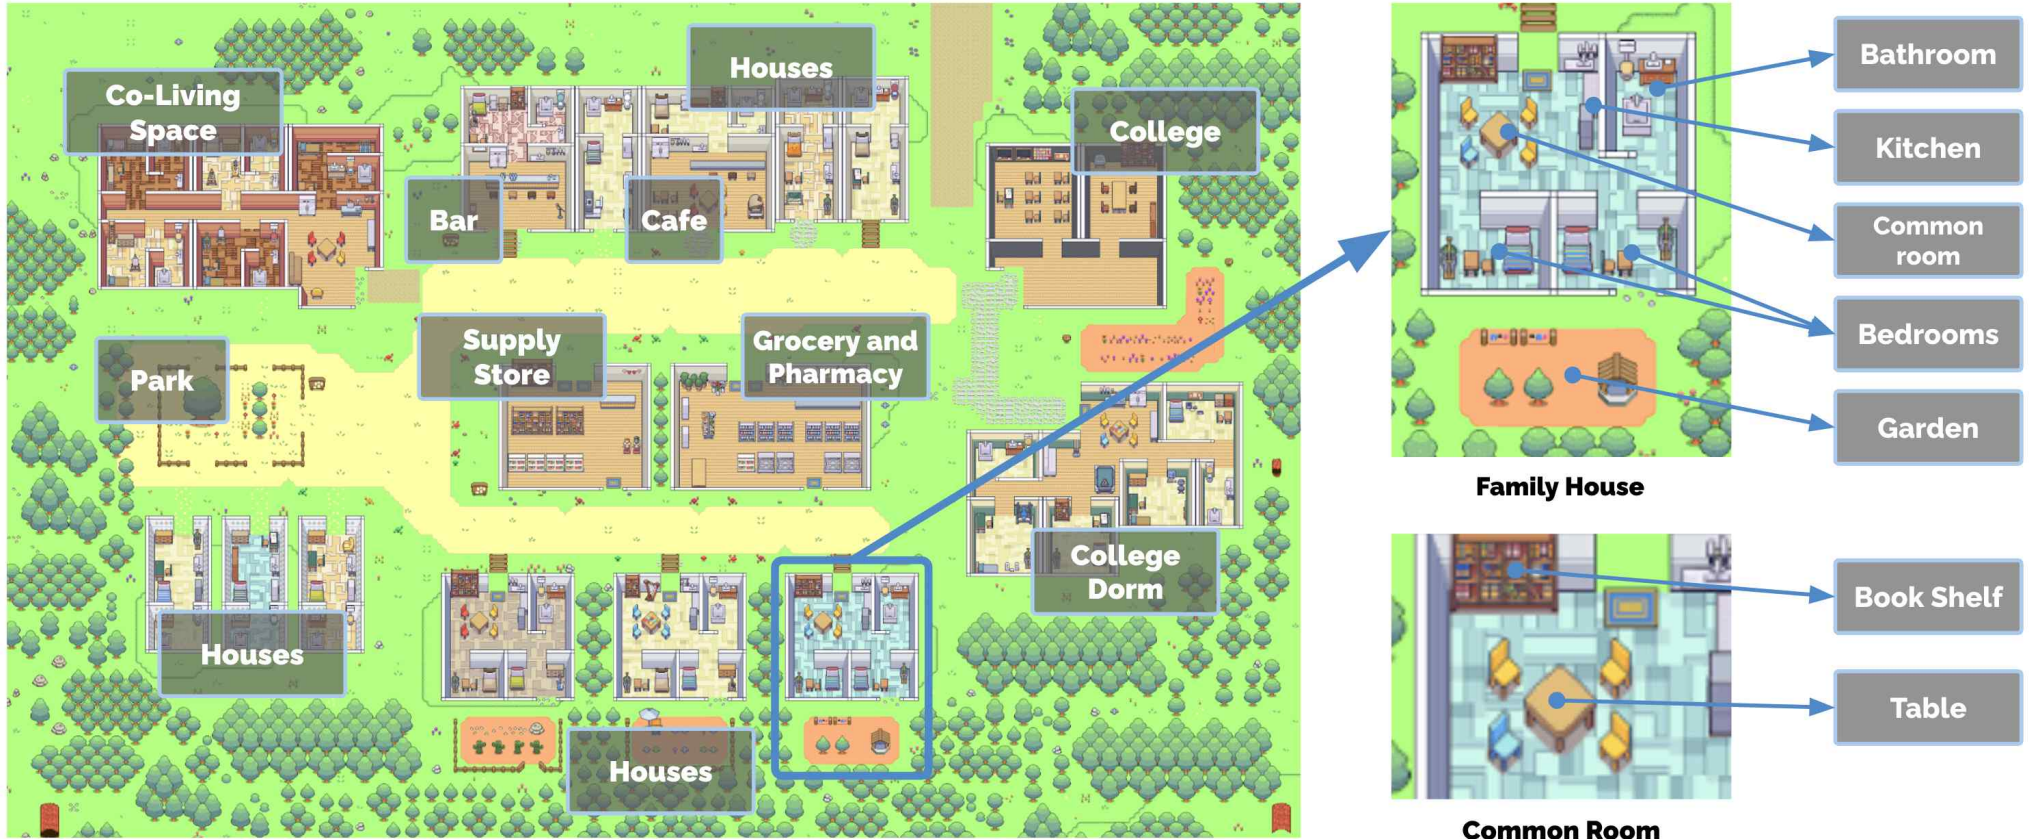 Houses
Co-Living
Space
College
Bar
Cafe
Supply
Store
Grocery and
Pharmacy
Park
College
Dorm
Houses
Houses
Bathroom
Kitchen
Common
room
Bedrooms
Garden
Family House
Book Shelf
Table
Common Room